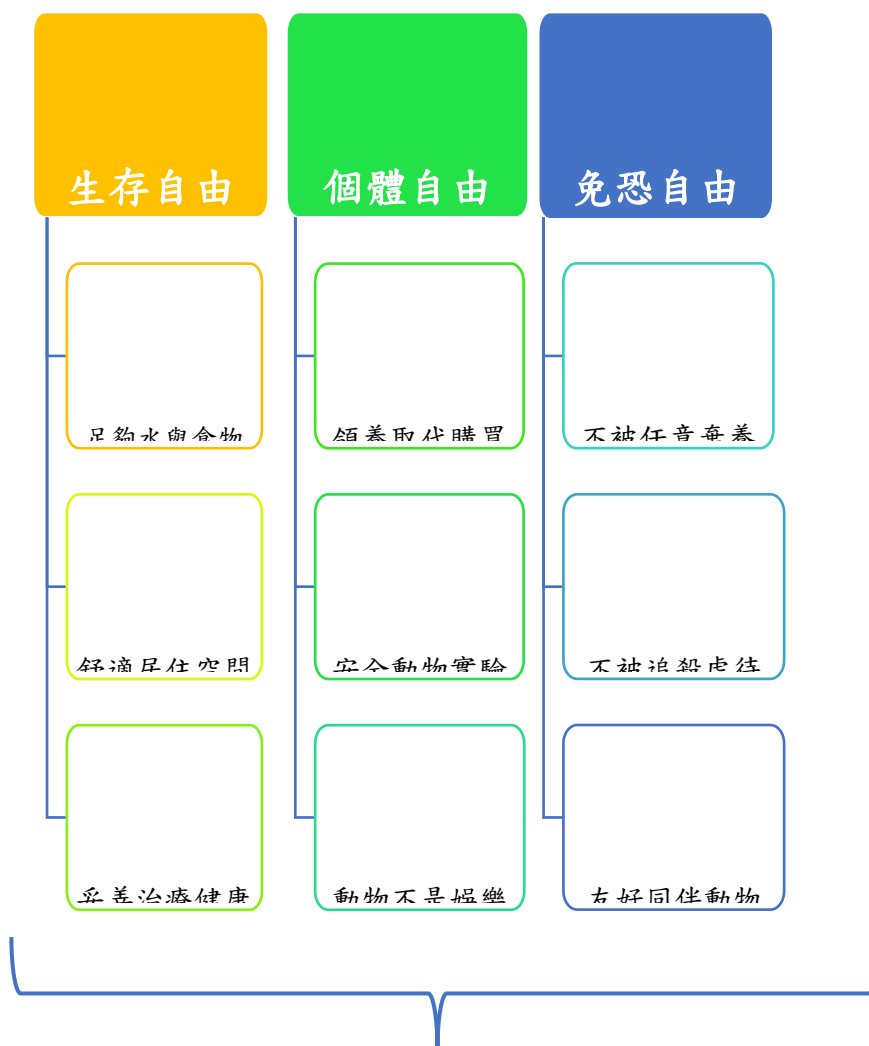 生存自由
個體自由
免恐自由
足夠水與食物
領養取代購買
不被任意棄養
舒適居住空間
安全動物實驗
不被追殺虐待
妥善治療健康
動物不是娛樂
友好同伴動物